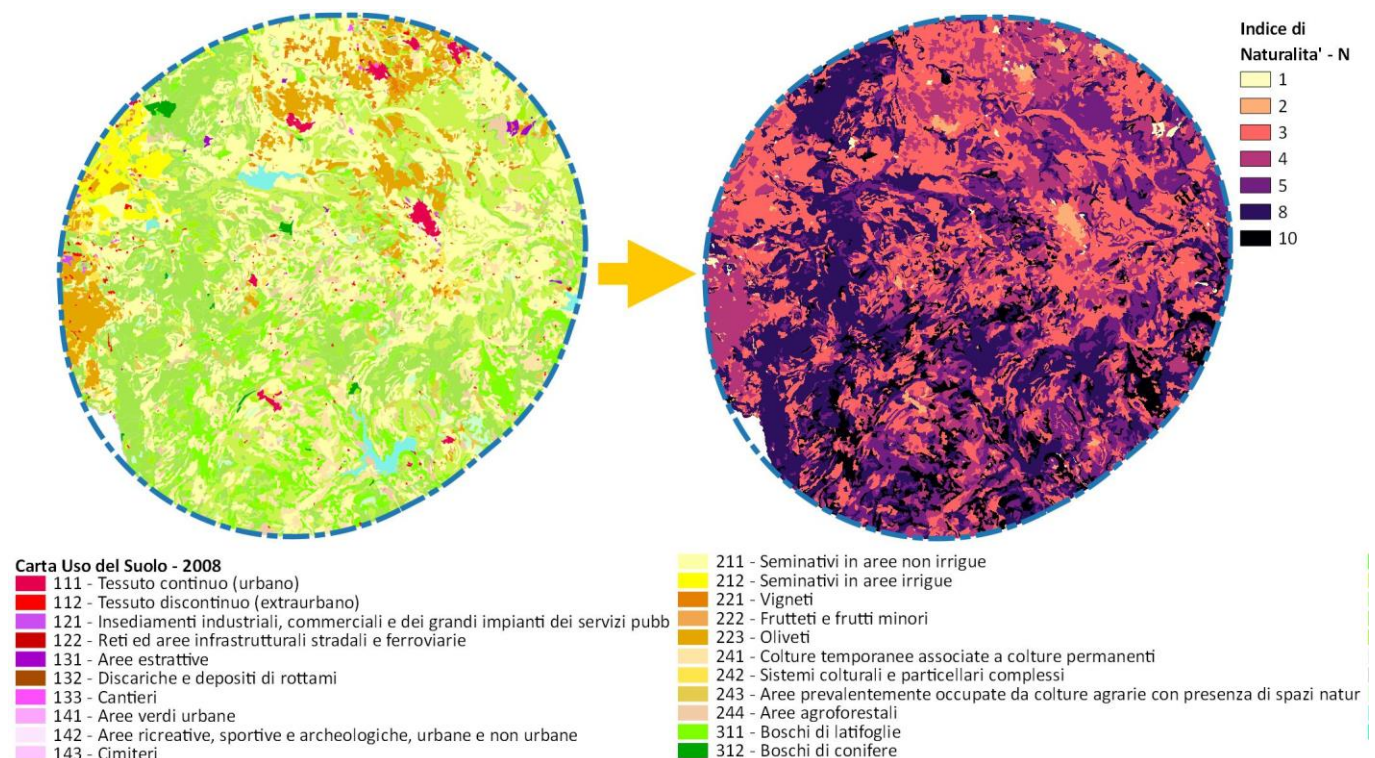 Indice di
Naturalita' - N
1
2
3
4
5
8
10
Carta Uso del Suolo - 2008
111 - Tessuto continuo (urbano)
112 - Tessuto discontinuo (extraurbano)
121 - Insediamenti industriali, commerciali e dei grandi impianti dei servizi pubb
122 - Reti ed aree infrastrutturali stradali e ferroviarie
131 - Aree estrattive
132 - Discariche e depositi di rottami
133 - Cantieri
141 - Aree verdi urbane
142 - Aree ricreative, sportive e archeologiche, urbane e non urbane
143 - Cimiteri
211 - Seminativi in aree non irrigue
212 - Seminativi in aree irrigue
221 - Vigneti
222 - Frutteti e frutti minori
223 - Oliveti
241 - Colture temporanee associate a colture permanenti
242 - Sistemi colturali e particellari complessi
243 - Aree prevalentemente occupate da colture agrarie con presenza di spazi natur
244 - Aree agroforestali
311 - Boschi di latifoglie
312 - Boschi di conifere